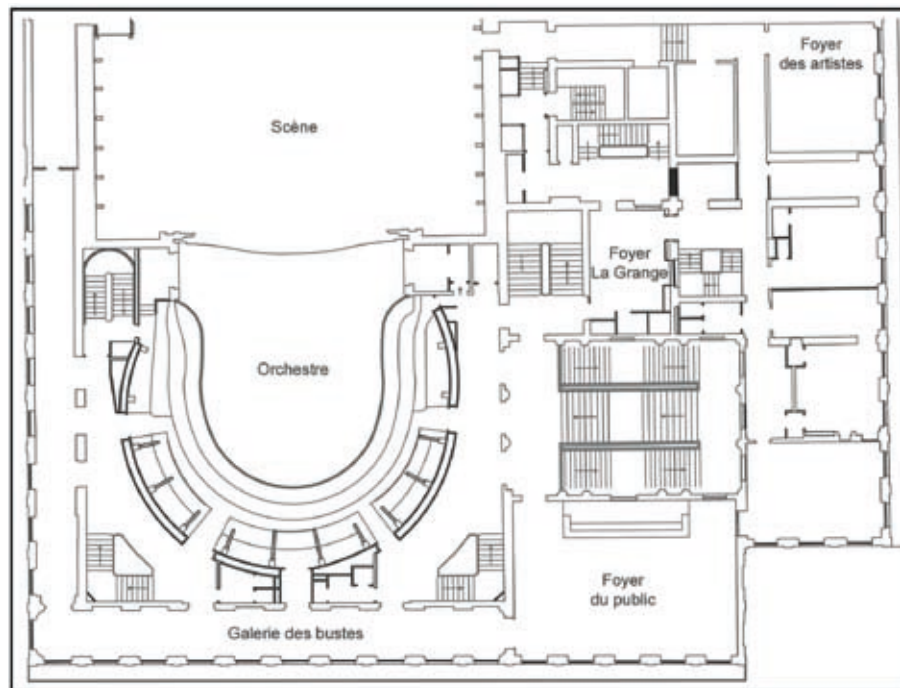 Foyer
des artistes
Scène
Foyer
La Grange
Orchestre
Foyer
du public
Galerie des bustes